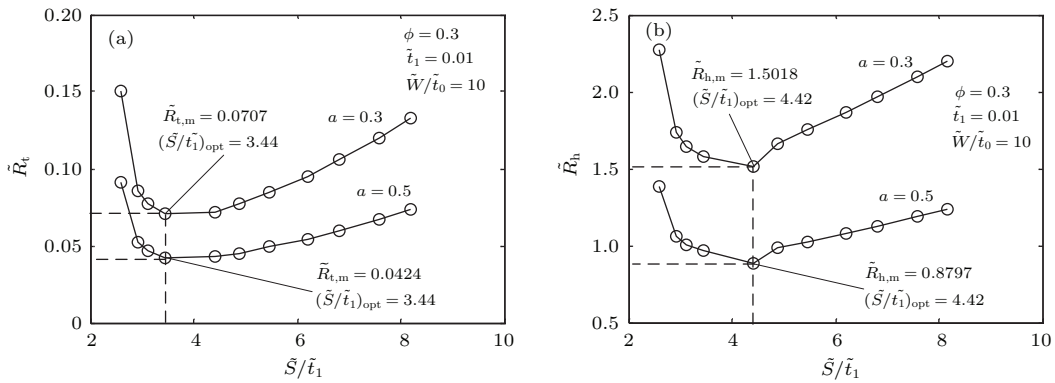 (a)
ϕ = 0.3
t̃₁ = 0.01
W̃/t̃₀ = 10
R̃t,m = 0.0707
(S̃/t̃₁)opt = 3.44
a = 0.3
a = 0.5
R̃t,m = 0.0424
(S̃/t̃₁)opt = 3.44
R̃t
0.20
0.15
0.10
0.05
0
2
4
6
8
10
S̃/t̃₁
(b)
R̃h,m = 1.5018
(S̃/t̃₁)opt = 4.42
a = 0.3
ϕ = 0.3
t̃₁ = 0.01
W̃/t̃₀ = 10
a = 0.5
R̃h,m = 0.8797
(S̃/t̃₁)opt = 4.42
R̃h
2.5
2.0
1.5
1.0
0.5
2
4
6
8
10
S̃/t̃₁